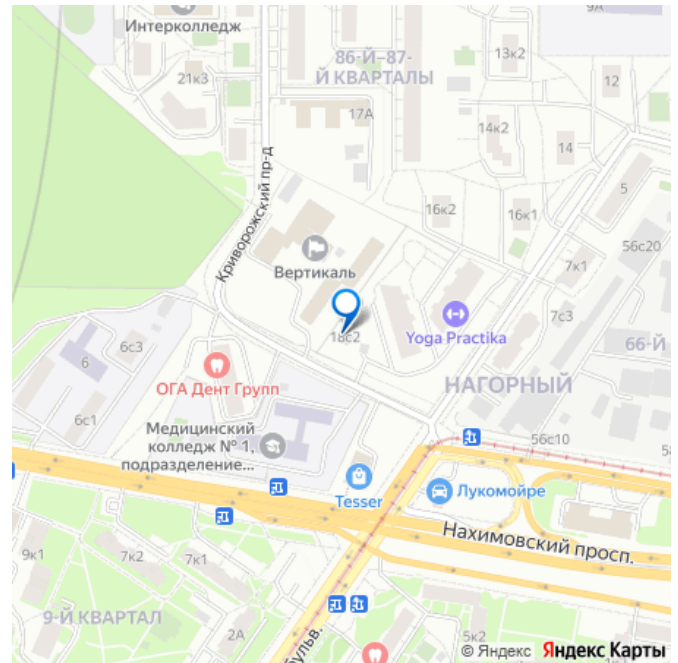 9А
Интерколледж
86-Й–87-
Й КВАРТАЛЫ
13к2
21к3
12
17А
14к2
14
5
Криворожский пр-д
16к2
16к1
56с20
Вертикаль
7к1
18с2
Yoga Practika
7с3
66-Й
6с3
6
ОГА Дент Групп
НАГОРНЫЙ
6с1
Медицинский
колледж № 1,
подразделение...
56с10
Tesser
Лукомойре
Нахимовский просп.
9к1
7к2
7к1
9-Й КВАРТАЛ
2А
бульв.
5к2
© Яндекс Яндекс Карты